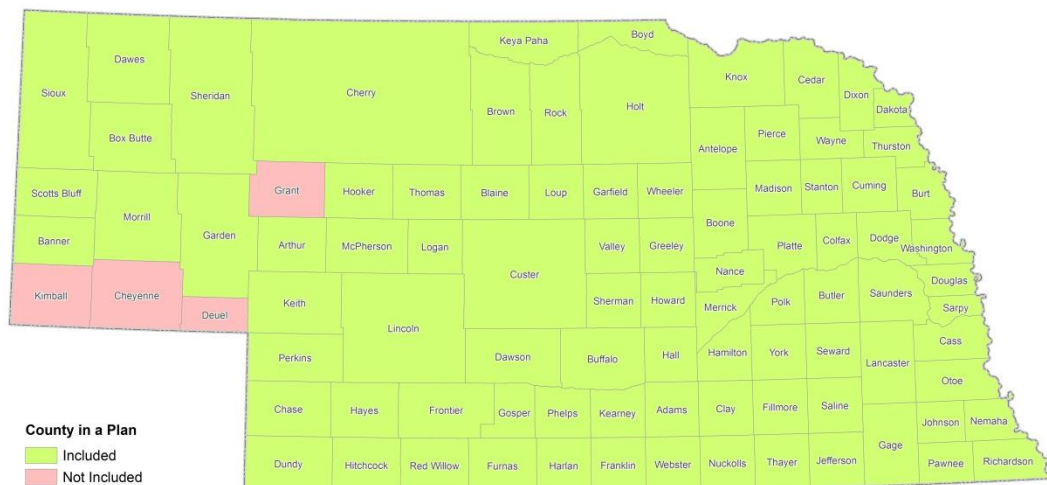 Keya Paha
Boyd
Dawes
Sioux
Sheridan
Cherry
Brown
Rock
Holt
Knox
Cedar
Dixon
Dakota
Box Butte
Antelope
Pierce
Wayne
Thurston
Scotts Bluff
Morrill
Garden
Grant
Hooker
Thomas
Blaine
Loup
Garfield
Wheeler
Madison
Stanton
Cuming
Burt
Banner
Arthur
McPherson
Logan
Custer
Valley
Greeley
Boone
Platte
Colfax
Dodge
Washington
Nance
Kimball
Cheyenne
Deuel
Keith
Lincoln
Sherman
Howard
Merrick
Polk
Butler
Saunders
Douglas
Sarpy
Perkins
Dawson
Buffalo
Hall
Hamilton
York
Seward
Lancaster
Cass
Otoe
Chase
Hayes
Frontier
Gosper
Phelps
Kearney
Adams
Clay
Fillmore
Saline
Gage
Johnson
Nemaha
Dundy
Hitchcock
Red Willow
Furnas
Harlan
Franklin
Webster
Nuckolls
Thayer
Jefferson
Pawnee
Richardson
County in a Plan
Included
Not Included